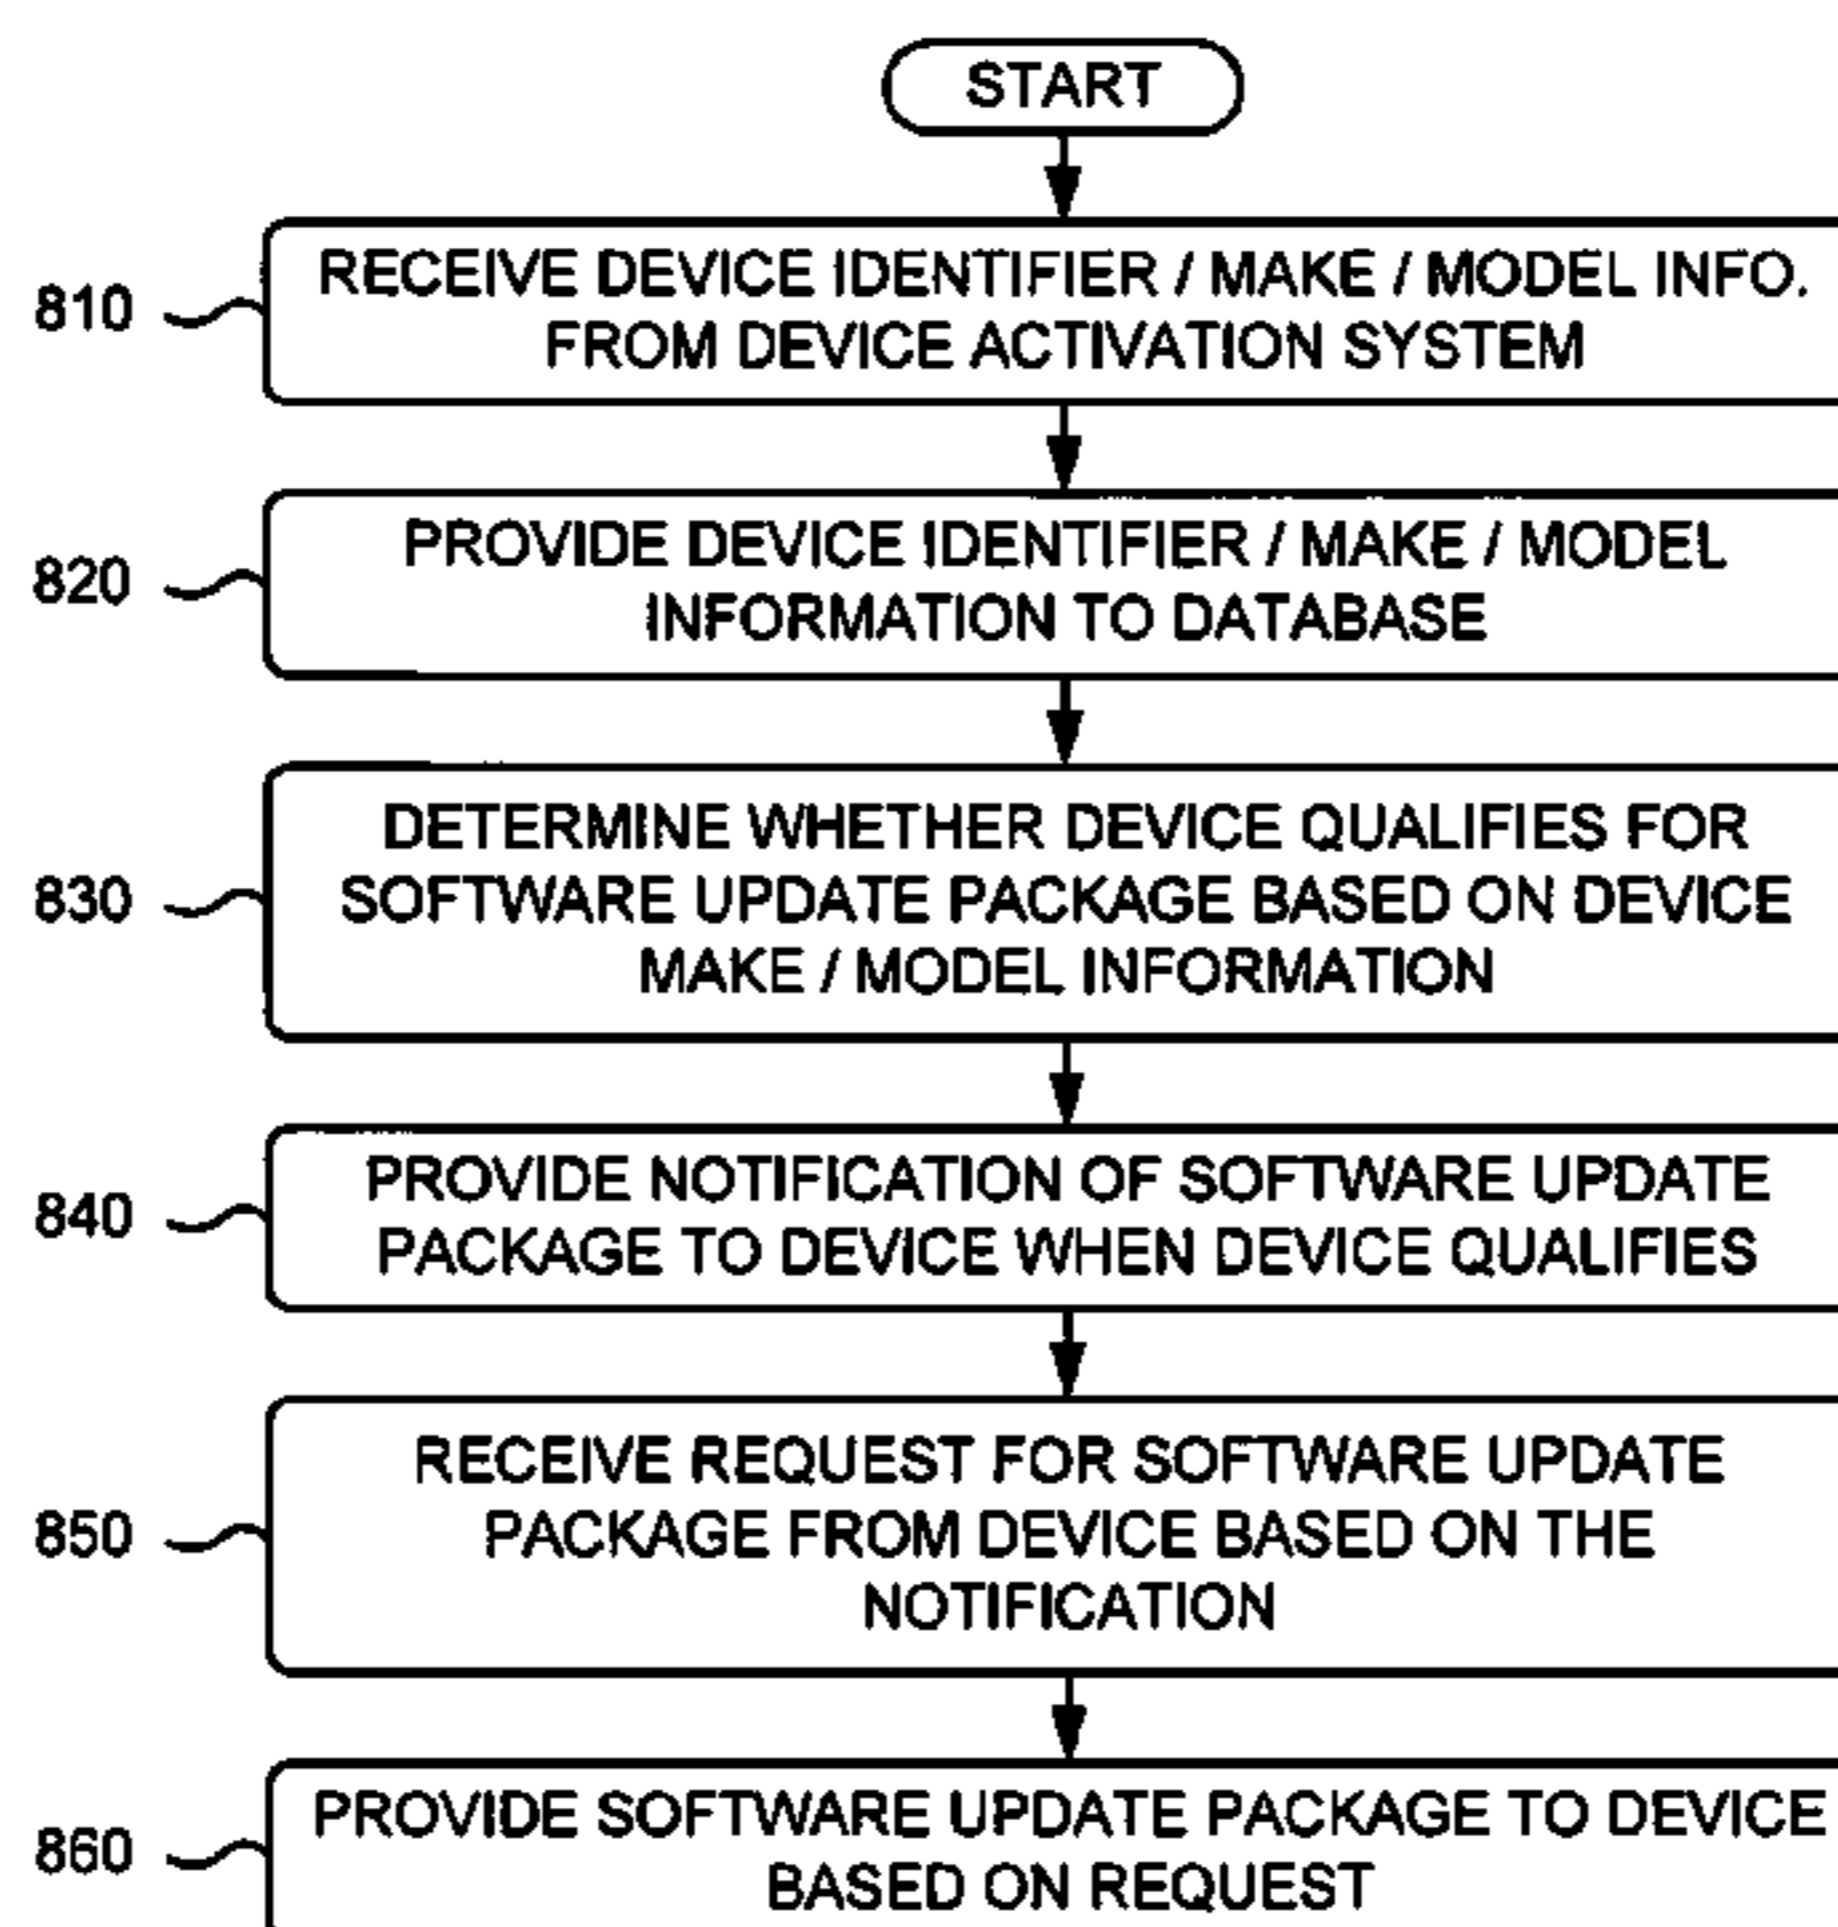 START
810
RECEIVE DEVICE IDENTIFIER / MAKE / MODEL INFO.
FROM DEVICE ACTIVATION SYSTEM
820
PROVIDE DEVICE IDENTIFIER / MAKE / MODEL
INFORMATION TO DATABASE
830
DETERMINE WHETHER DEVICE QUALIFIES FOR
SOFTWARE UPDATE PACKAGE BASED ON DEVICE
MAKE / MODEL INFORMATION
840
PROVIDE NOTIFICATION OF SOFTWARE UPDATE
PACKAGE TO DEVICE WHEN DEVICE QUALIFIES
850
RECEIVE REQUEST FOR SOFTWARE UPDATE
PACKAGE FROM DEVICE BASED ON THE
NOTIFICATION
860
PROVIDE SOFTWARE UPDATE PACKAGE TO DEVICE
BASED ON REQUEST